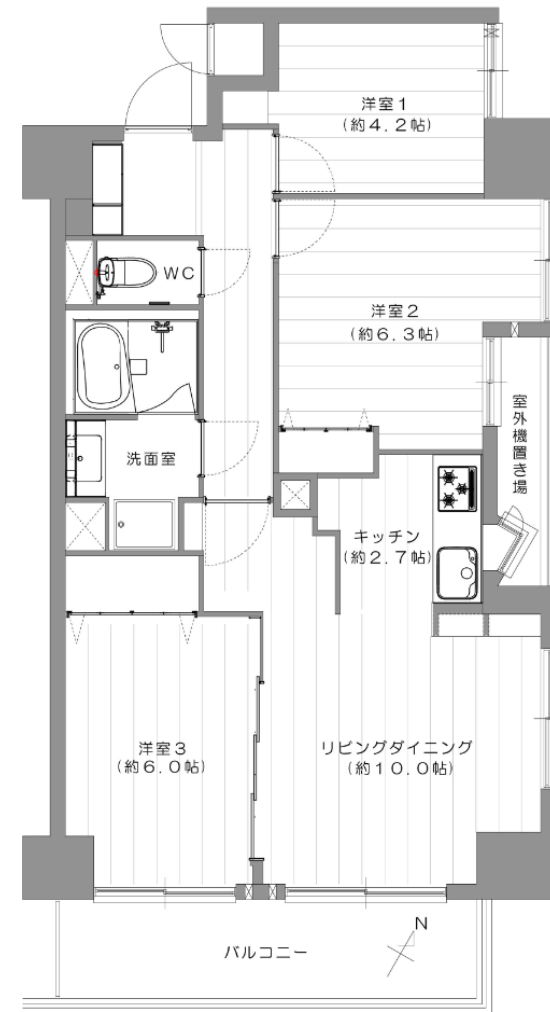 洋室1
(約4.2帖)
WC
洋室2
(約6.3帖)
室外機置き場
洗面室
キッチン
(約2.7帖)
洋室3
(約6.0帖)
リビングダイニング
(約10.0帖)
バルコニー
N